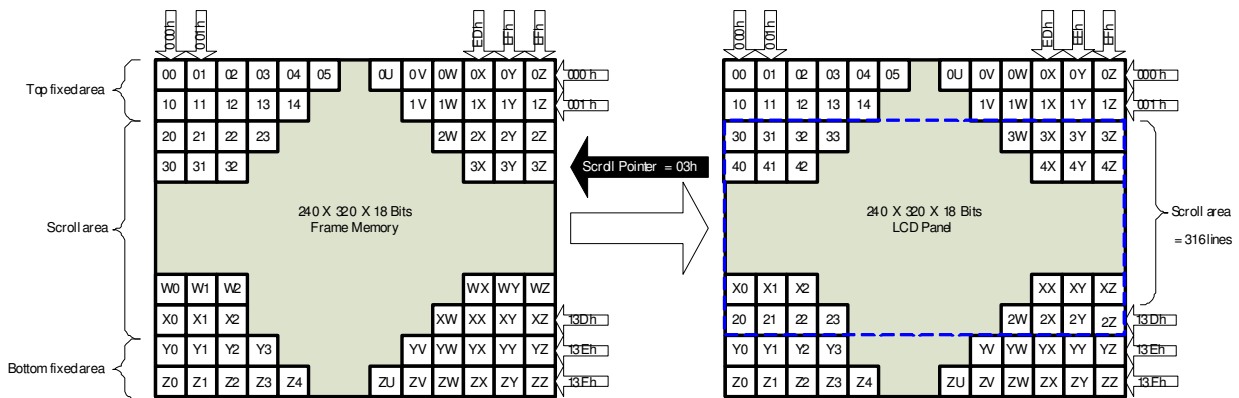 000h 001h EDh EFh EFh 000h 001h EDh EEh EFh
00 01 02 03 04 05 0U 0V 0W 0X 0Y 0Z 000h 00 01 02 03 04 05 0U 0V 0W 0X 0Y 0Z 000h
Top fixed area
10 11 12 13 14 1V 1W 1X 1Y 1Z 001h 10 11 12 13 14 1V 1W 1X 1Y 1Z 001h
20 21 22 23 2W 2X 2Y 2Z 30 31 32 33 3W 3X 3Y 3Z
30 31 32 3X 3Y 3Z Scroll Pointer = 03h 40 41 42 4X 4Y 4Z
Scroll area
240 X 320 X 18 Bits
Frame Memory
240 X 320 X 18 Bits
LCD Panel
Scroll area
= 316 lines
W0 W1 W2 WX WY WZ X0 X1 X2 XX XY XZ
X0 X1 X2 XW XX XY XZ 13Dh 20 21 22 23 2W 2X 2Y 2Z 13Dh
Y0 Y1 Y2 Y3 YV YW YX YY YZ 13Eh Y0 Y1 Y2 Y3 YV YW YX YY YZ 13Eh
Bottom fixed area
Z0 Z1 Z2 Z3 Z4 ZU ZV ZW ZX ZY ZZ 13Fh Z0 Z1 Z2 Z3 Z4 ZU ZV ZW ZX ZY ZZ 13Fh